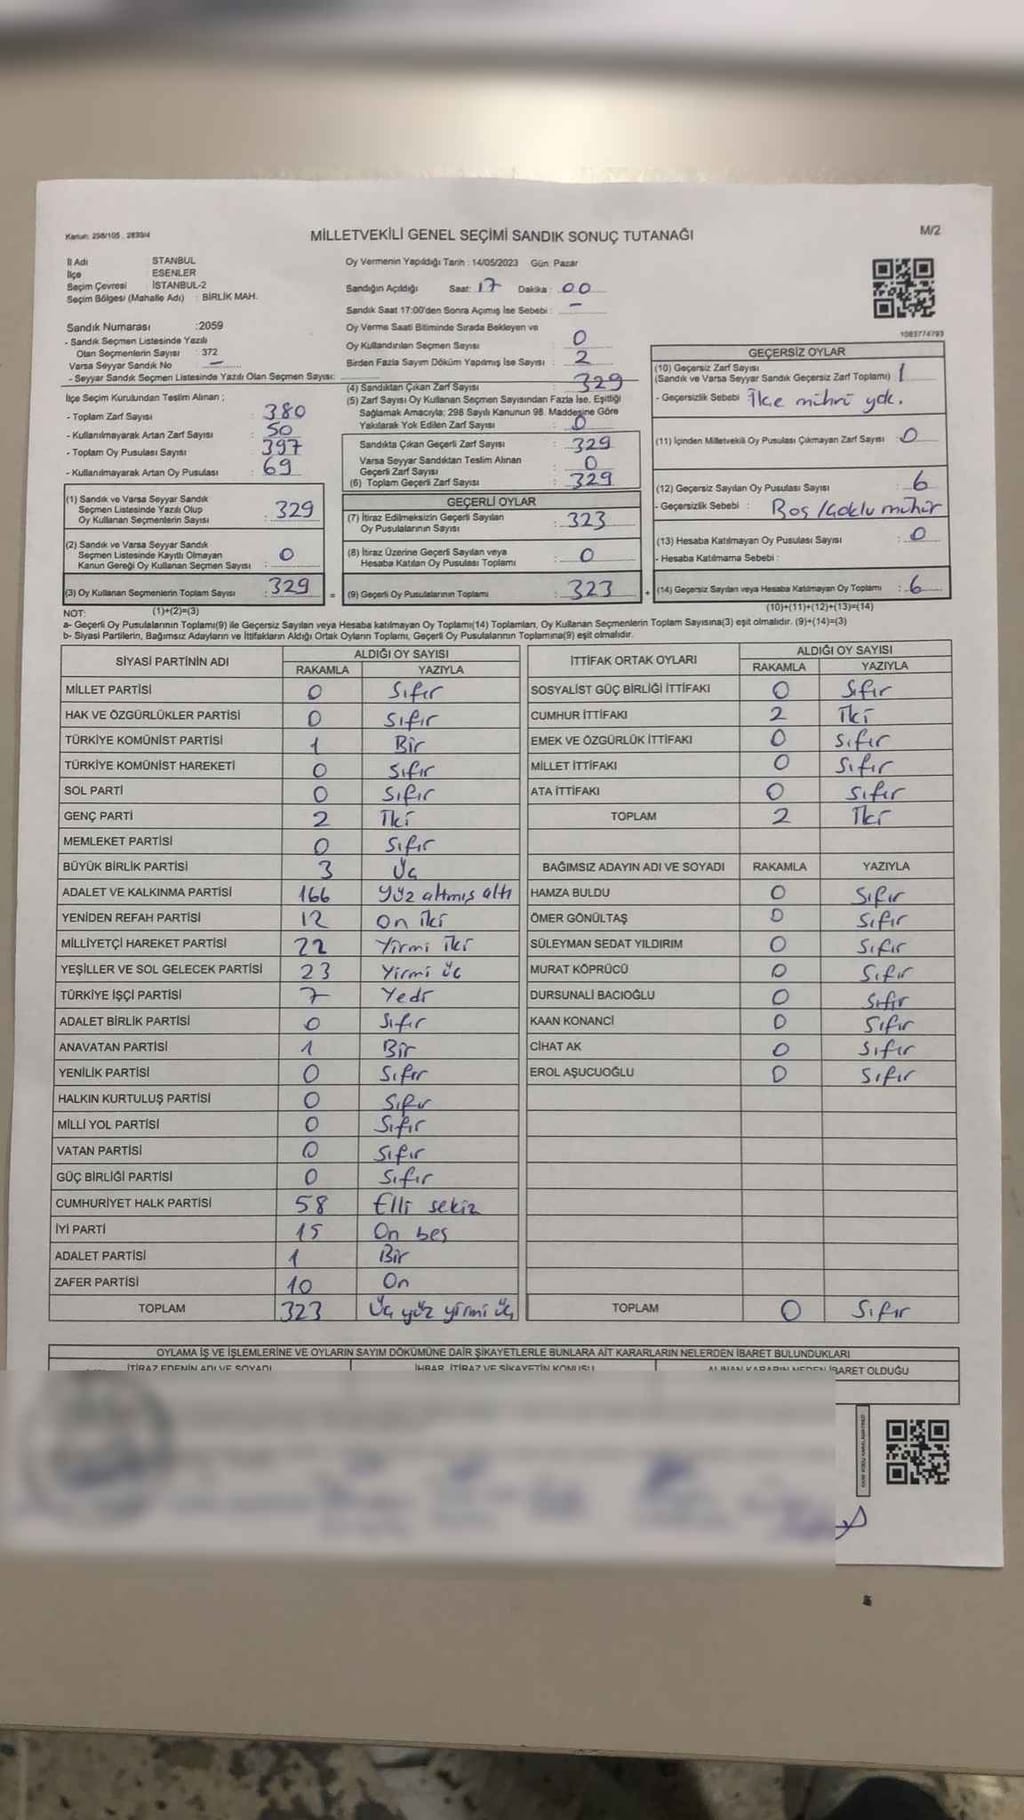 Kanun: 298/105 , 2839/4
MİLLETVEKİLİ GENEL SEÇİMİ SANDIK SONUÇ TUTANAĞI
M/2
İl Adı STANBUL
İlçe ESENLER
Seçim Çevresi İSTANBUL-2
Seçim Bölgesi (Mahalle Adı) : BİRLİK MAH.
Sandık Numarası :2059
- Sandık Seçmen Listesinde Yazılı
Olan Seçmenlerin Sayısı : 372
Varsa Seyyar Sandık No —
- Seyyar Sandık Seçmen Listesinde Yazılı Olan Seçmen Sayısı:
İlçe Seçim Kurulundan Teslim Alınan ;
- Toplam Zarf Sayısı : 380
- Kullanılmayarak Artan Zarf Sayısı : 50
- Toplam Oy Pusulası Sayısı : 397
- Kullanılmayarak Artan Oy Pusulası : 69
(1) Sandık ve Varsa Seyyar Sandık
Seçmen Listesinde Yazılı Olup
Oy Kullanan Seçmenlerin Sayısı : 329
(2) Sandık ve Varsa Seyyar Sandık
Seçmen Listesinde Kayıtlı Olmayan
Kanun Gereği Oy Kullanan Seçmen Sayısı : 0
(3) Oy Kullanan Seçmenlerin Toplam Sayısı : 329 =
Oy Vermenin Yapıldığı Tarih : 14/05/2023 Gün: Pazar
Sandığın Açıldığı Saat: 17 Dakika : 00
Sandık Saat 17:00'den Sonra Açmış İse Sebebi : —
Oy Verme Saati Bitiminde Sırada Bekleyen ve
Oy Kullandırılan Seçmen Sayısı : 0
Birden Fazla Sayım Döküm Yapılmış İse Sayısı : 2
(4) Sandıktan Çıkan Zarf Sayısı : 329
(5) Zarf Sayısı Oy Kullanan Seçmen Sayısından Fazla İse, Eşitliği
Sağlamak Amacıyla; 298 Sayılı Kanunun 98. Maddesine Göre
Yakılarak Yok Edilen Zarf Sayısı : 0
Sandıkta Çıkan Geçerli Zarf Sayısı : 329
Varsa Seyyar Sandıktan Teslim Alınan
Geçerli Zarf Sayısı : 0
(6) Toplam Geçerli Zarf Sayısı : 329
GEÇERLİ OYLAR
(7) İtiraz Edilmeksizin Geçerli Sayılan
Oy Pusulalarının Sayısı : 323
(8) İtiraz Üzerine Geçerli Sayılan veya
Hesaba Katılan Oy Pusulası Toplamı : 0
(9) Geçerli Oy Pusulalarının Toplamı : 323 +
1083774793
GEÇERSİZ OYLAR
(10) Geçersiz Zarf Sayısı : 1
(Sandık ve Varsa Seyyar Sandık Geçersiz Zarf Toplamı)
- Geçersizlik Sebebi : İlçe mührü yok.
(11) İçinden Milletvekili Oy Pusulası Çıkmayan Zarf Sayısı : 0
(12) Geçersiz Sayılan Oy Pusulası Sayısı : 6
- Geçersizlik Sebebi : Boş /çoklu mühür
(13) Hesaba Katılmayan Oy Pusulası Sayısı : 0
- Hesaba Katılmama Sebebi :
(14) Geçersiz Sayılan veya Hesaba Katılmayan Oy Toplamı : 6
NOT: (1)+(2)=(3)
(10)+(11)+(12)+(13)=(14)
a- Geçerli Oy Pusulalarının Toplamı(9) ile Geçersiz Sayılan veya Hesaba katılmayan Oy Toplamı(14) Toplamları, Oy Kullanan Seçmenlerin Toplam Sayısına(3) eşit olmalıdır. (9)+(14)=(3)
b- Siyasi Partilerin, Bağımsız Adayların ve İttifakların Aldığı Ortak Oyların Toplamı, Geçerli Oy Pusulalarının Toplamına(9) eşit olmalıdır.
SİYASİ PARTİNİN ADI ALDIĞI OY SAYISI
RAKAMLA YAZIYLA
MİLLET PARTİSİ 0 Sıfır
HAK VE ÖZGÜRLÜKLER PARTİSİ 0 Sıfır
TÜRKİYE KOMÜNİST PARTİSİ 1 Bir
TÜRKİYE KOMÜNİST HAREKETİ 0 Sıfır
SOL PARTİ 0 Sıfır
GENÇ PARTİ 2 İki
MEMLEKET PARTİSİ 0 Sıfır
BÜYÜK BİRLİK PARTİSİ 3 Üç
ADALET VE KALKINMA PARTİSİ 166 Yüz altmış altı
YENİDEN REFAH PARTİSİ 12 On iki
MİLLİYETÇİ HAREKET PARTİSİ 22 Yirmi iki
YEŞİLLER VE SOL GELECEK PARTİSİ 23 Yirmi üç
TÜRKİYE İŞÇİ PARTİSİ 7 Yedi
ADALET BİRLİK PARTİSİ 0 Sıfır
ANAVATAN PARTİSİ 1 Bir
YENİLİK PARTİSİ 0 Sıfır
HALKIN KURTULUŞ PARTİSİ 0 Sıfır
MİLLİ YOL PARTİSİ 0 Sıfır
VATAN PARTİSİ 0 Sıfır
GÜÇ BİRLİĞİ PARTİSİ 0 Sıfır
CUMHURİYET HALK PARTİSİ 58 Elli sekiz
İYİ PARTİ 15 On beş
ADALET PARTİSİ 1 Bir
ZAFER PARTİSİ 10 On
TOPLAM 323 Üç yüz yirmi üç
İTTİFAK ORTAK OYLARI ALDIĞI OY SAYISI
RAKAMLA YAZIYLA
SOSYALİST GÜÇ BİRLİĞİ İTTİFAKI 0 Sıfır
CUMHUR İTTİFAKI 2 İki
EMEK VE ÖZGÜRLÜK İTTİFAKI 0 Sıfır
MİLLET İTTİFAKI 0 Sıfır
ATA İTTİFAKI 0 Sıfır
TOPLAM 2 İki
BAĞIMSIZ ADAYIN ADI VE SOYADI RAKAMLA YAZIYLA
HAMZA BULDU 0 Sıfır
ÖMER GÖNÜLTAŞ 0 Sıfır
SÜLEYMAN SEDAT YILDIRIM 0 Sıfır
MURAT KÖPRÜCÜ 0 Sıfır
DURSUNALİ BACIOĞLU 0 Sıfır
KAAN KONANCİ 0 Sıfır
CİHAT AK 0 Sıfır
EROL AŞUCUOĞLU 0 Sıfır
TOPLAM 0 Sıfır
OYLAMA İŞ VE İŞLEMLERİNE VE OYLARIN SAYIM DÖKÜMÜNE DAİR ŞİKAYETLERLE BUNLARA AİT KARARLARIN NELERDEN İBARET BULUNDUKLARI
İTİRAZ EDENİN ADI VE SOYADI İHBAR, İTİRAZ VE ŞİKAYETİN KONUSU ALINAN KARARIN NEDEN İBARET OLDUĞU